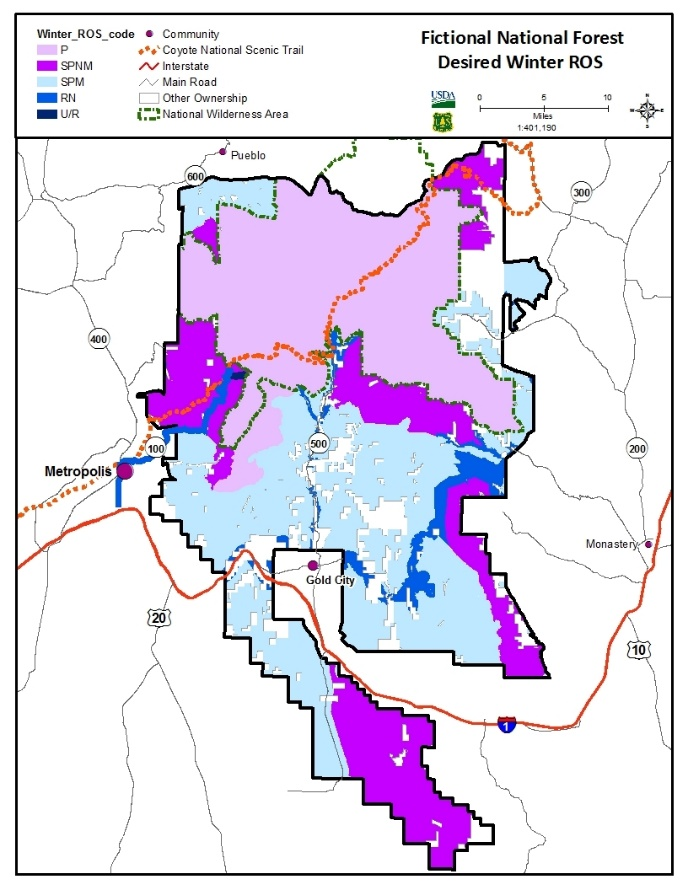 Fictional National Forest
Desired Winter ROS
Winter_ROS_code
P
SPNM
SPM
RN
U/R
Community
Coyote National Scenic Trail
Interstate
Main Road
Other Ownership
National Wilderness Area
USDA
0 5 10
Miles
1:401,190
N
Pueblo
600
300
400
200
100
500
Metropolis
Monastery
Gold City
20
10
1